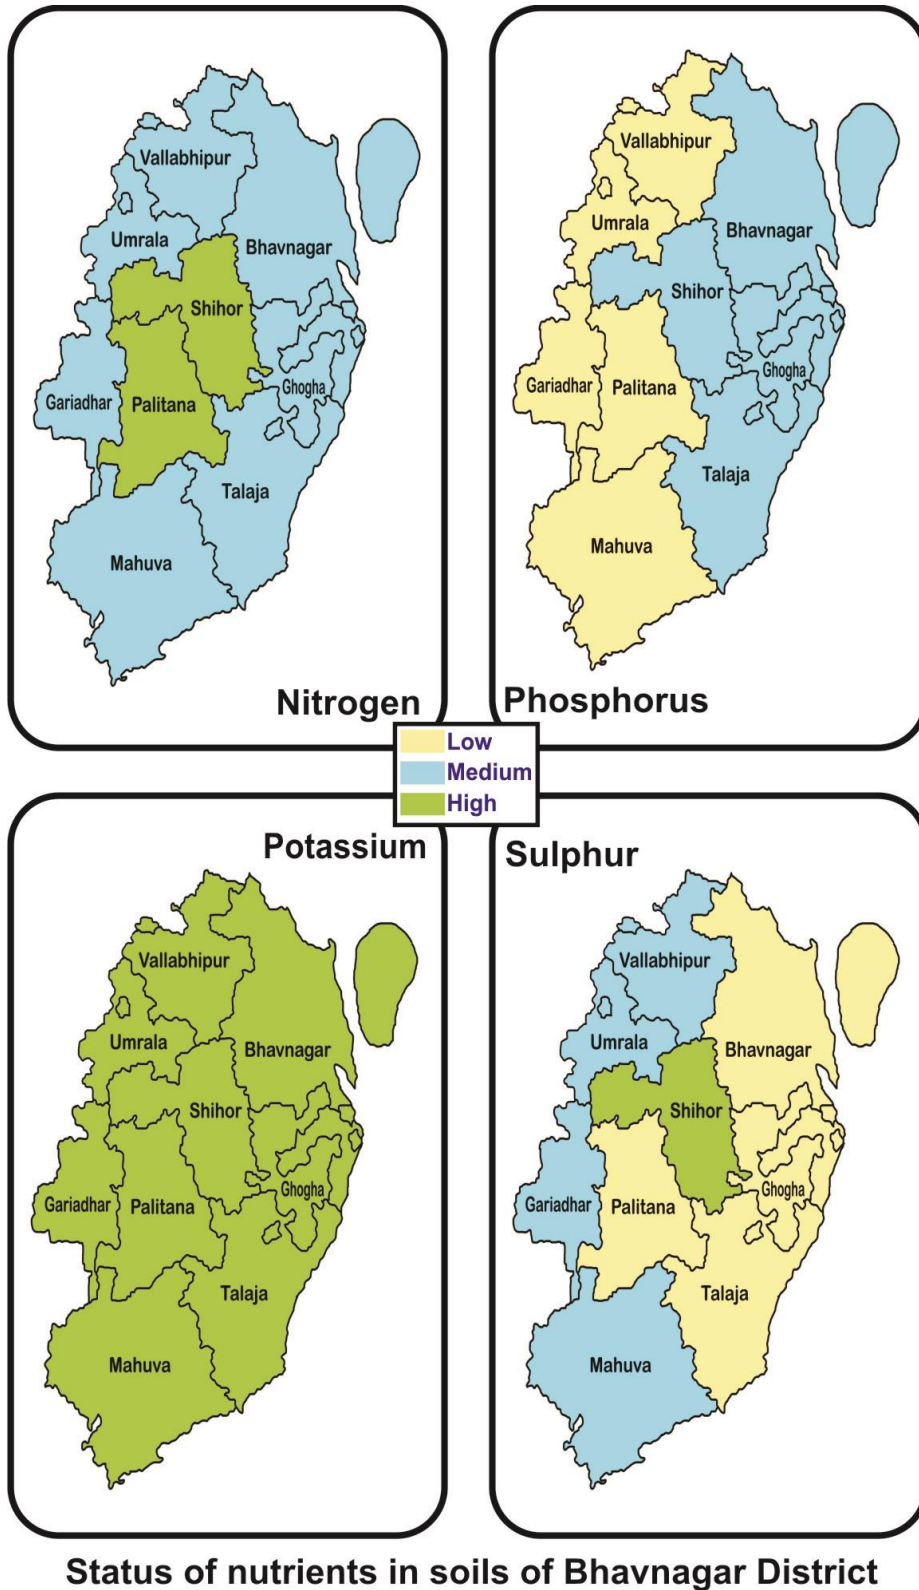 Vallabhipur
Umrala
Bhavnagar
Shihor
Gariadhar
Palitana
Ghogha
Talaja
Mahuva
Nitrogen
Vallabhipur
Umrala
Bhavnagar
Shihor
Gariadhar
Palitana
Ghogha
Talaja
Mahuva
Phosphorus
Low
Medium
High
Potassium
Vallabhipur
Umrala
Bhavnagar
Shihor
Gariadhar
Palitana
Ghogha
Talaja
Mahuva
Sulphur
Vallabhipur
Umrala
Bhavnagar
Shihor
Gariadhar
Palitana
Ghogha
Talaja
Mahuva
Status of nutrients in soils of Bhavnagar District